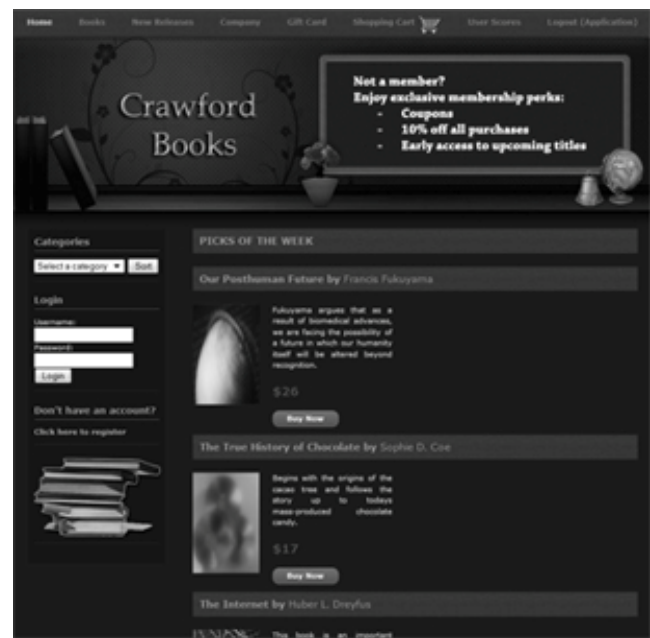 Home Books New Releases Company Gift Card Shopping Cart User Scores Logout (Application)
Crawford
Books
Not a member?
Enjoy exclusive membership perks:
- Coupons
- 10% off all purchases
- Early access to upcoming titles
Categories
Select a category Sort
Login
Username:
Password:
Login
Don't have an account?
Click here to register
PICKS OF THE WEEK
Our Posthuman Future by Francis Fukuyama
Fukuyama argues that as a
result of biomedical advances,
we are facing the possibility of
a future in which our humanity
itself will be altered beyond
recognition.
$26
Buy Now
The True History of Chocolate by Sophie D. Coe
Begins with the origins of the
cacao tree and follows the
story up to todays
mass-produced chocolate
candy.
$17
Buy Now
The Internet by Huber L. Dreyfus
This book is an important